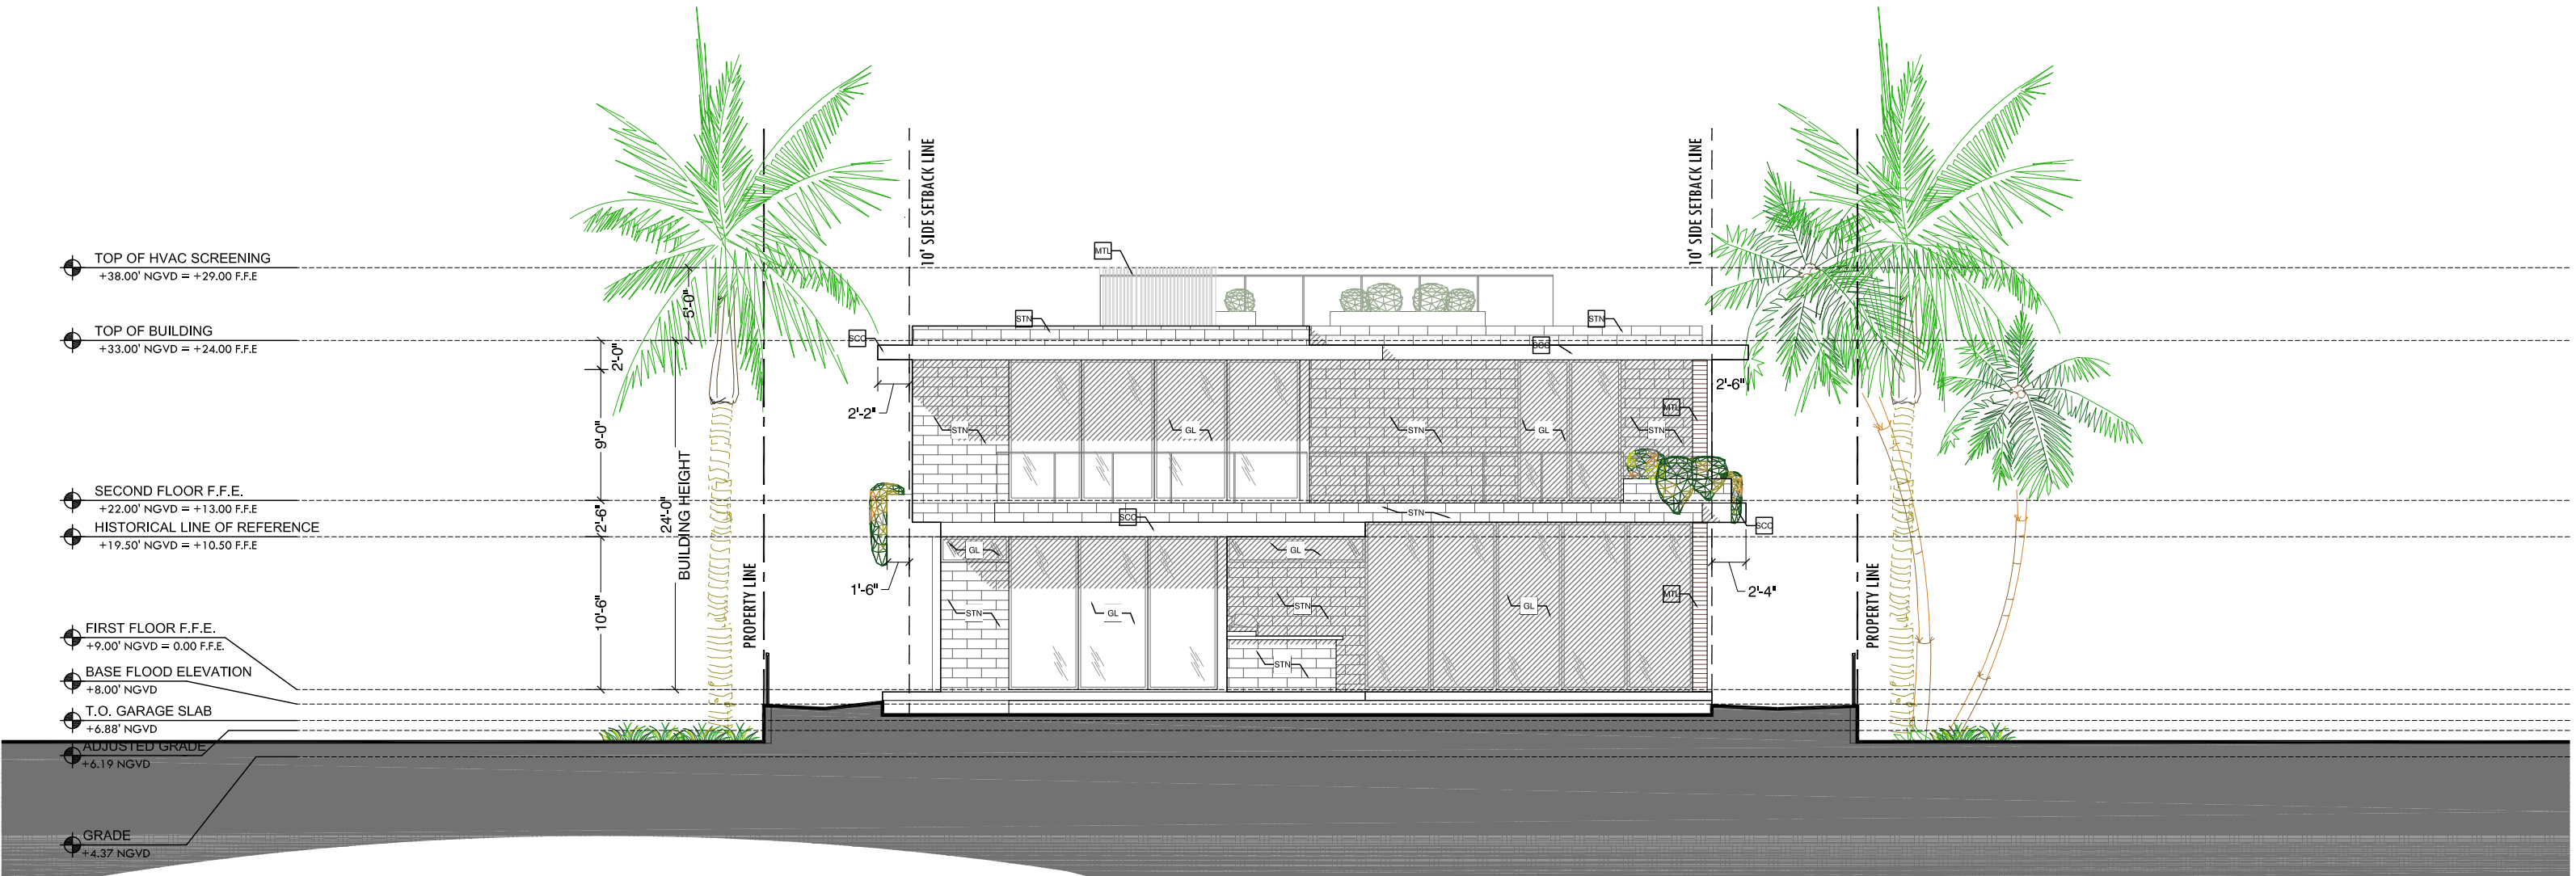 10' SIDE SETBACK LINE
10' SIDE SETBACK LINE
MTL
TOP OF HVAC SCREENING
+38.00' NGVD = +29.00 F.F.E
5'-0"
STN
STN
TOP OF BUILDING
+33.00' NGVD = +24.00 F.F.E
SCO
SCO
2'-0"
2'-2"
2'-6"
MTL
9'-0"
STN
GL
STN
GL
STN
SECOND FLOOR F.F.E.
+22.00' NGVD = +13.00 F.F.E
2'-6"
24'-0"
BUILDING HEIGHT
SCO
STN
SCO
HISTORICAL LINE OF REFERENCE
+19.50' NGVD = +10.50 F.F.E
GL
GL
1'-6"
2'-4"
MTL
10'-6"
PROPERTY LINE
PROPERTY LINE
STN
GL
STN
GL
FIRST FLOOR F.F.E.
+9.00' NGVD = 0.00 F.F.E.
STN
BASE FLOOD ELEVATION
+8.00' NGVD
T.O. GARAGE SLAB
+6.88' NGVD
ADJUSTED GRADE
+6.19 NGVD
GRADE
+4.37 NGVD